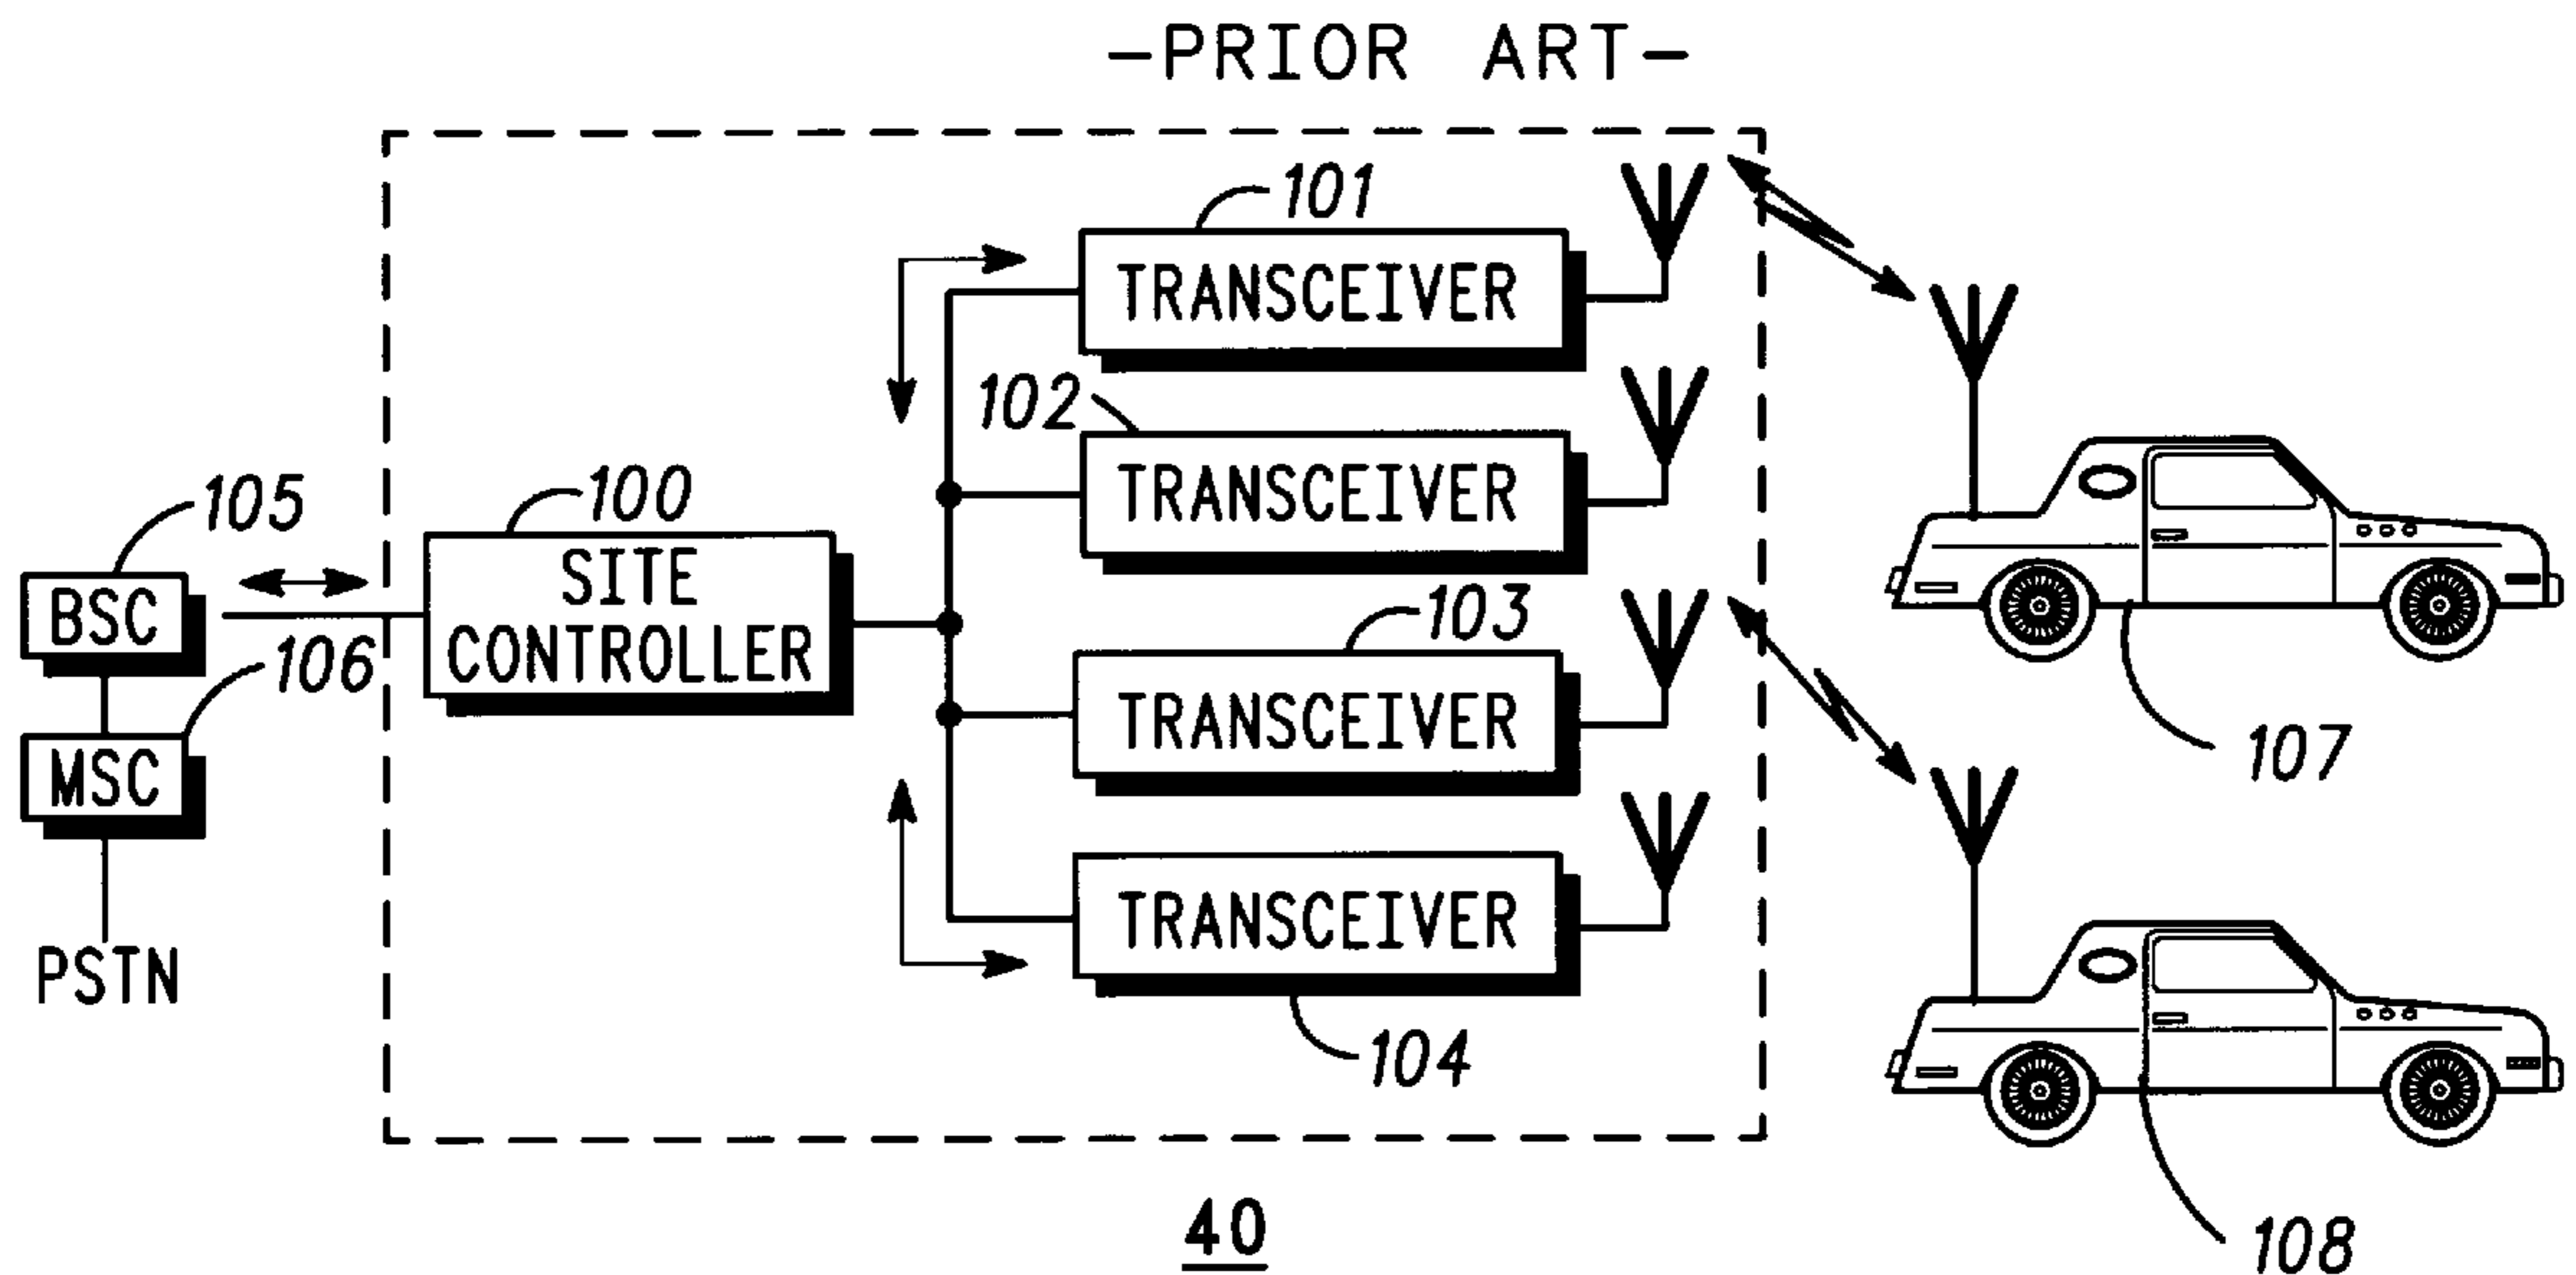 -PRIOR ART-
101
TRANSCEIVER
102
TRANSCEIVER
105
100
BSC
SITE
CONTROLLER
106
103
TRANSCEIVER
MSC
107
TRANSCEIVER
PSTN
104
40
108